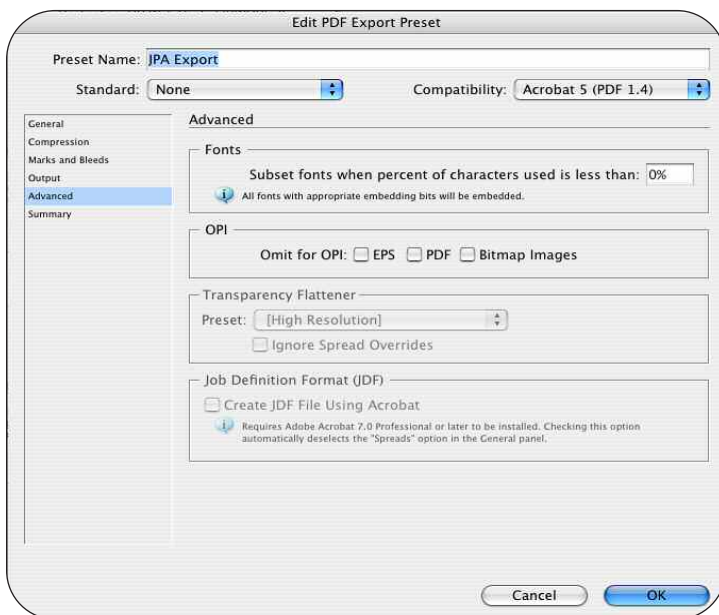 Edit PDF Export Preset
Preset Name: JPA Export
Standard: None Compatibility: Acrobat 5 (PDF 1.4)
General
Compression
Marks and Bleeds
Output
Advanced
Summary
Advanced
Fonts
Subset fonts when percent of characters used is less than: 0%
All fonts with appropriate embedding bits will be embedded.
OPI
Omit for OPI: EPS PDF Bitmap Images
Transparency Flattener
Preset: [High Resolution]
Ignore Spread Overrides
Job Definition Format (JDF)
Create JDF File Using Acrobat
Requires Adobe Acrobat 7.0 Professional or later to be installed. Checking this option
automatically deselects the "Spreads" option in the General panel.
Cancel OK